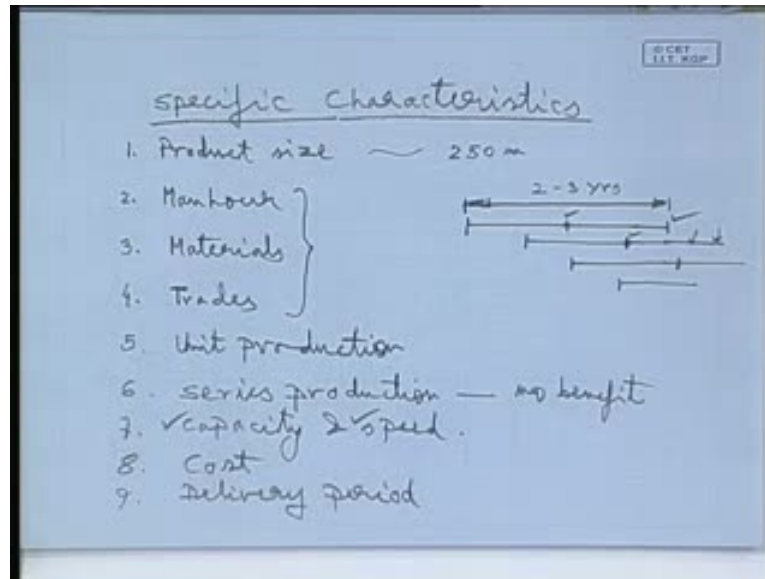 © CET
I.I.T. KGP
Specific Characteristics
1. Product size ~ 250 m
2. Manhour
3. Materials
4. Trades
5. Unit production
6. series production — no benefit
7. ✓capacity & ✓speed.
8. Cost
9. Delivery period
2 - 3 yrs